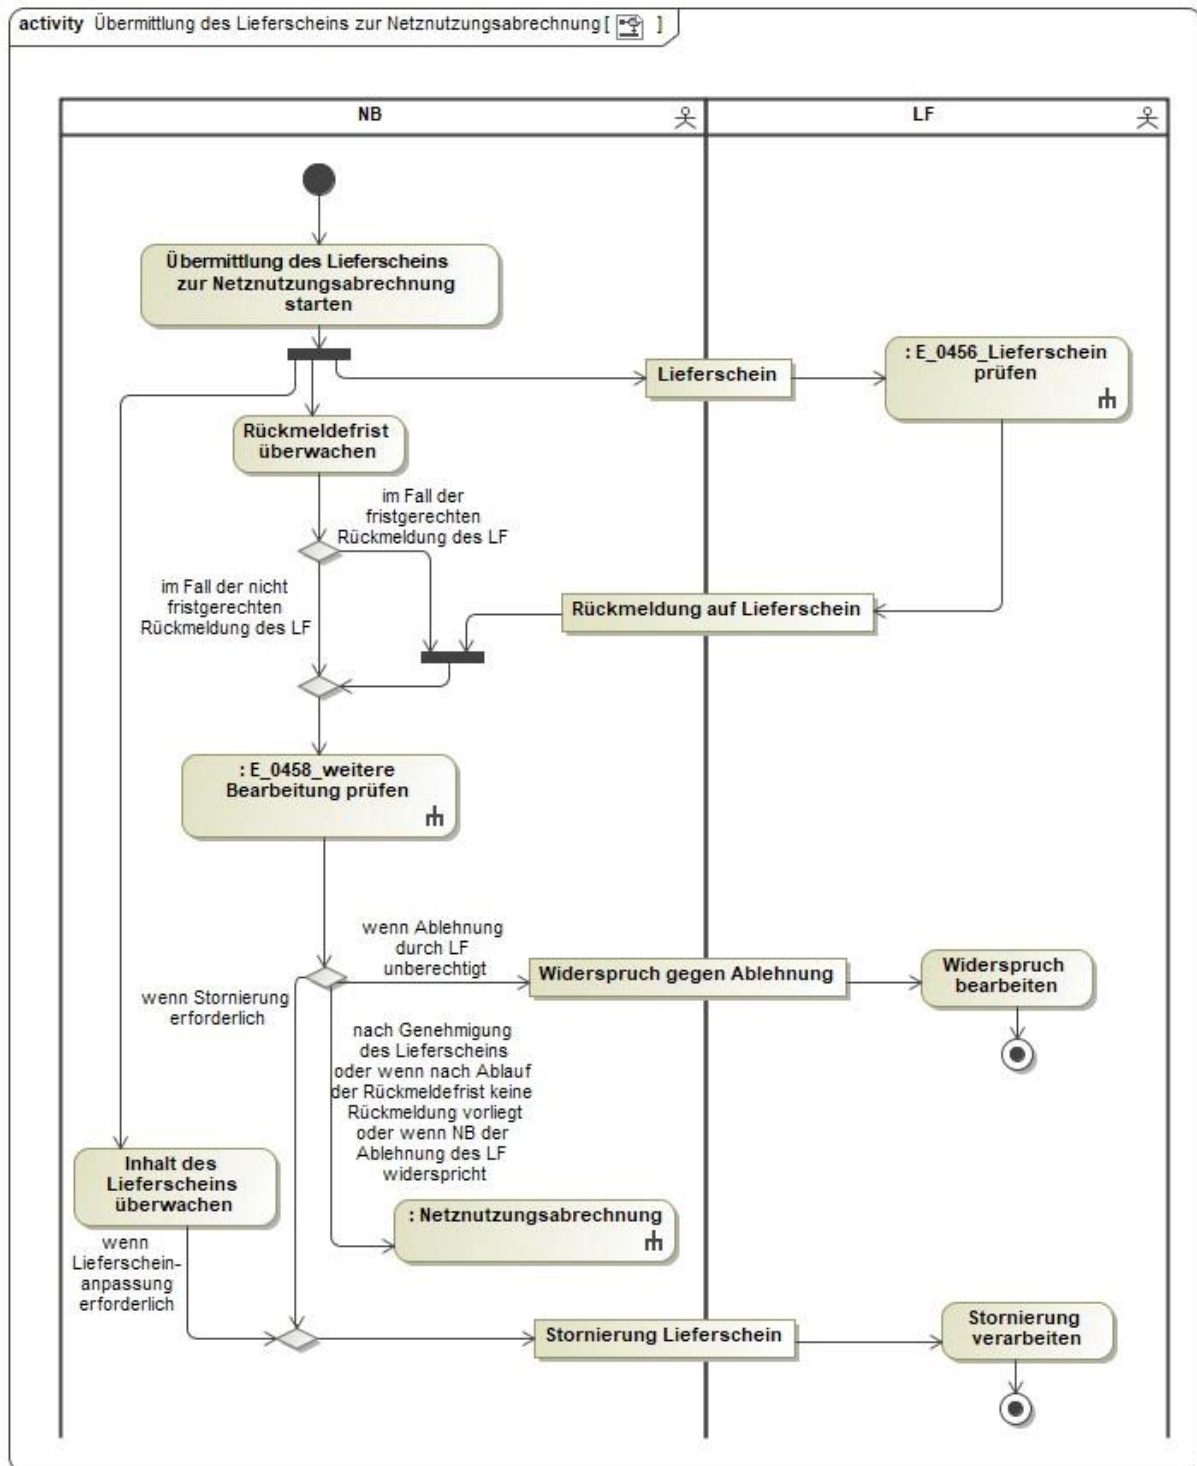 activity Übermittlung des Lieferscheins zur Netznutzungsabrechnung [ ]
NB
LF
Übermittlung des Lieferscheins
zur Netznutzungsabrechnung
starten
Lieferschein
: E_0456_Lieferschein
prüfen
Rückmeldefrist
überwachen
im Fall der
fristgerechten
Rückmeldung des LF
im Fall der nicht
fristgerechten
Rückmeldung des LF
Rückmeldung auf Lieferschein
: E_0458_weitere
Bearbeitung prüfen
wenn Ablehnung
durch LF
unberechtigt
Widerspruch gegen Ablehnung
Widerspruch
bearbeiten
wenn Stornierung
erforderlich
nach Genehmigung
des Lieferscheins
oder wenn nach Ablauf
der Rückmeldefrist keine
Rückmeldung vorliegt
oder wenn NB der
Ablehnung des LF
widerspricht
Inhalt des
Lieferscheins
überwachen
: Netznutzungsabrechnung
wenn
Lieferschein-
anpassung
erforderlich
Stornierung Lieferschein
Stornierung
verarbeiten